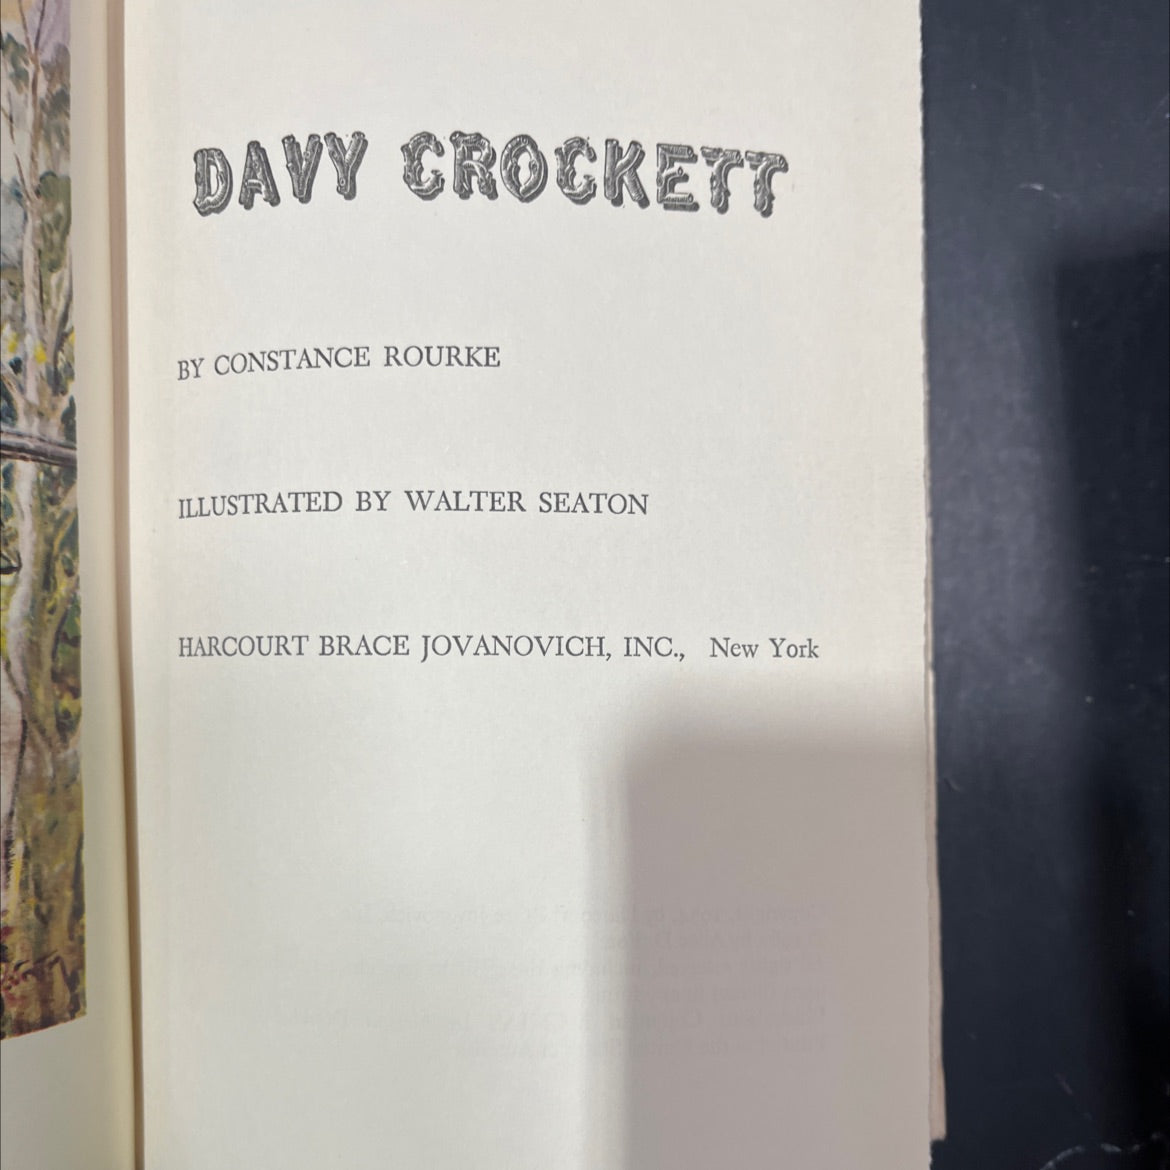 DAVY CROCKETT
BY CONSTANCE ROURKE
ILLUSTRATED BY WALTER SEATON
HARCOURT BRACE JOVANOVICH, INC., New York